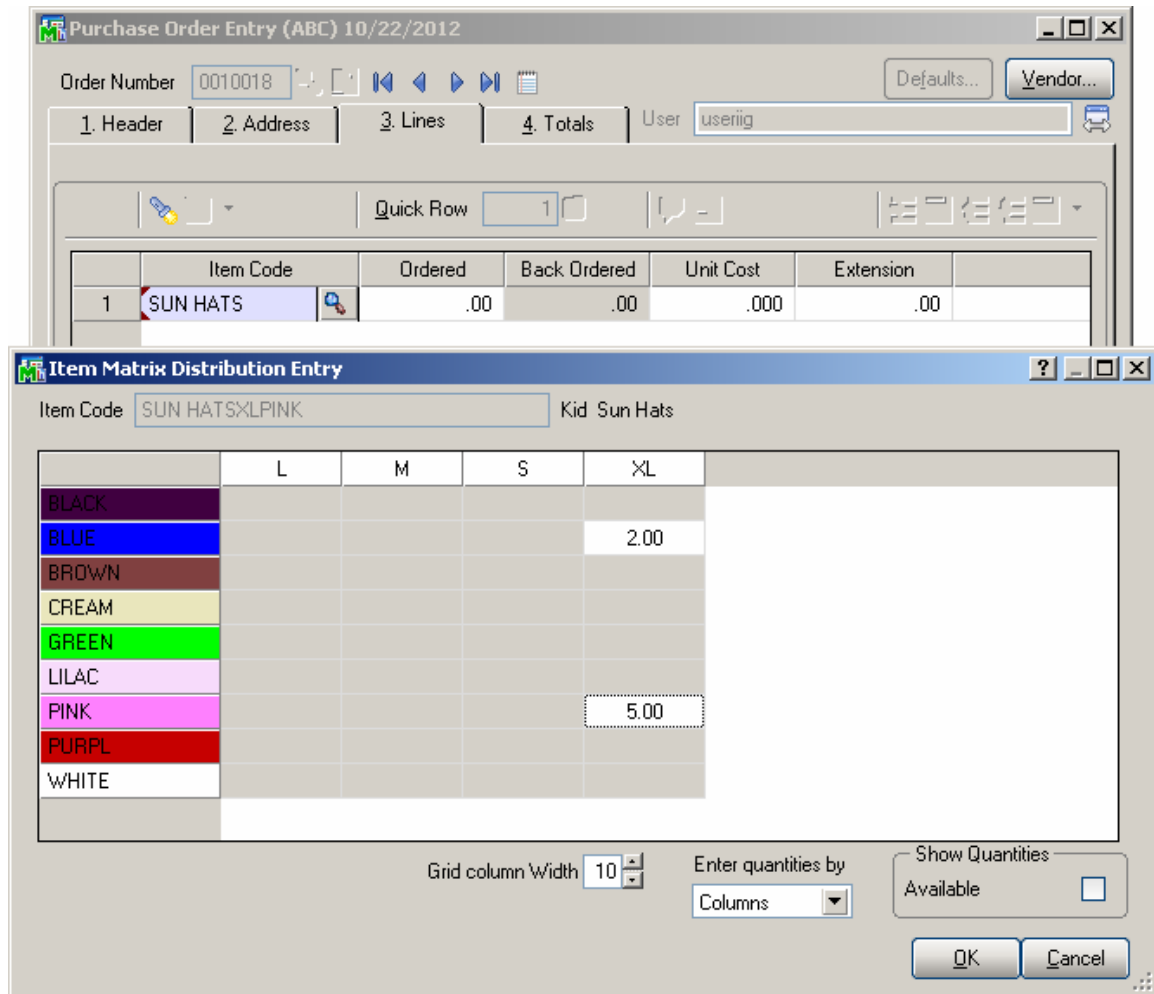 Purchase Order Entry (ABC) 10/22/2012
Order Number 0010018 Defaults... Vendor...
1. Header 2. Address 3. Lines 4. Totals User useriig
Quick Row 1
Item Code Ordered Back Ordered Unit Cost Extension
1 SUN HATS .00 .00 .000 .00
Item Matrix Distribution Entry
Item Code SUN HATSXLPINK Kid Sun Hats
L M S XL
BLACK
BLUE 2.00
BROWN
CREAM
GREEN
LILAC
PINK 5.00
PURPL
WHITE
Grid column Width 10 Enter quantities by Show Quantities
Columns Available
OK Cancel